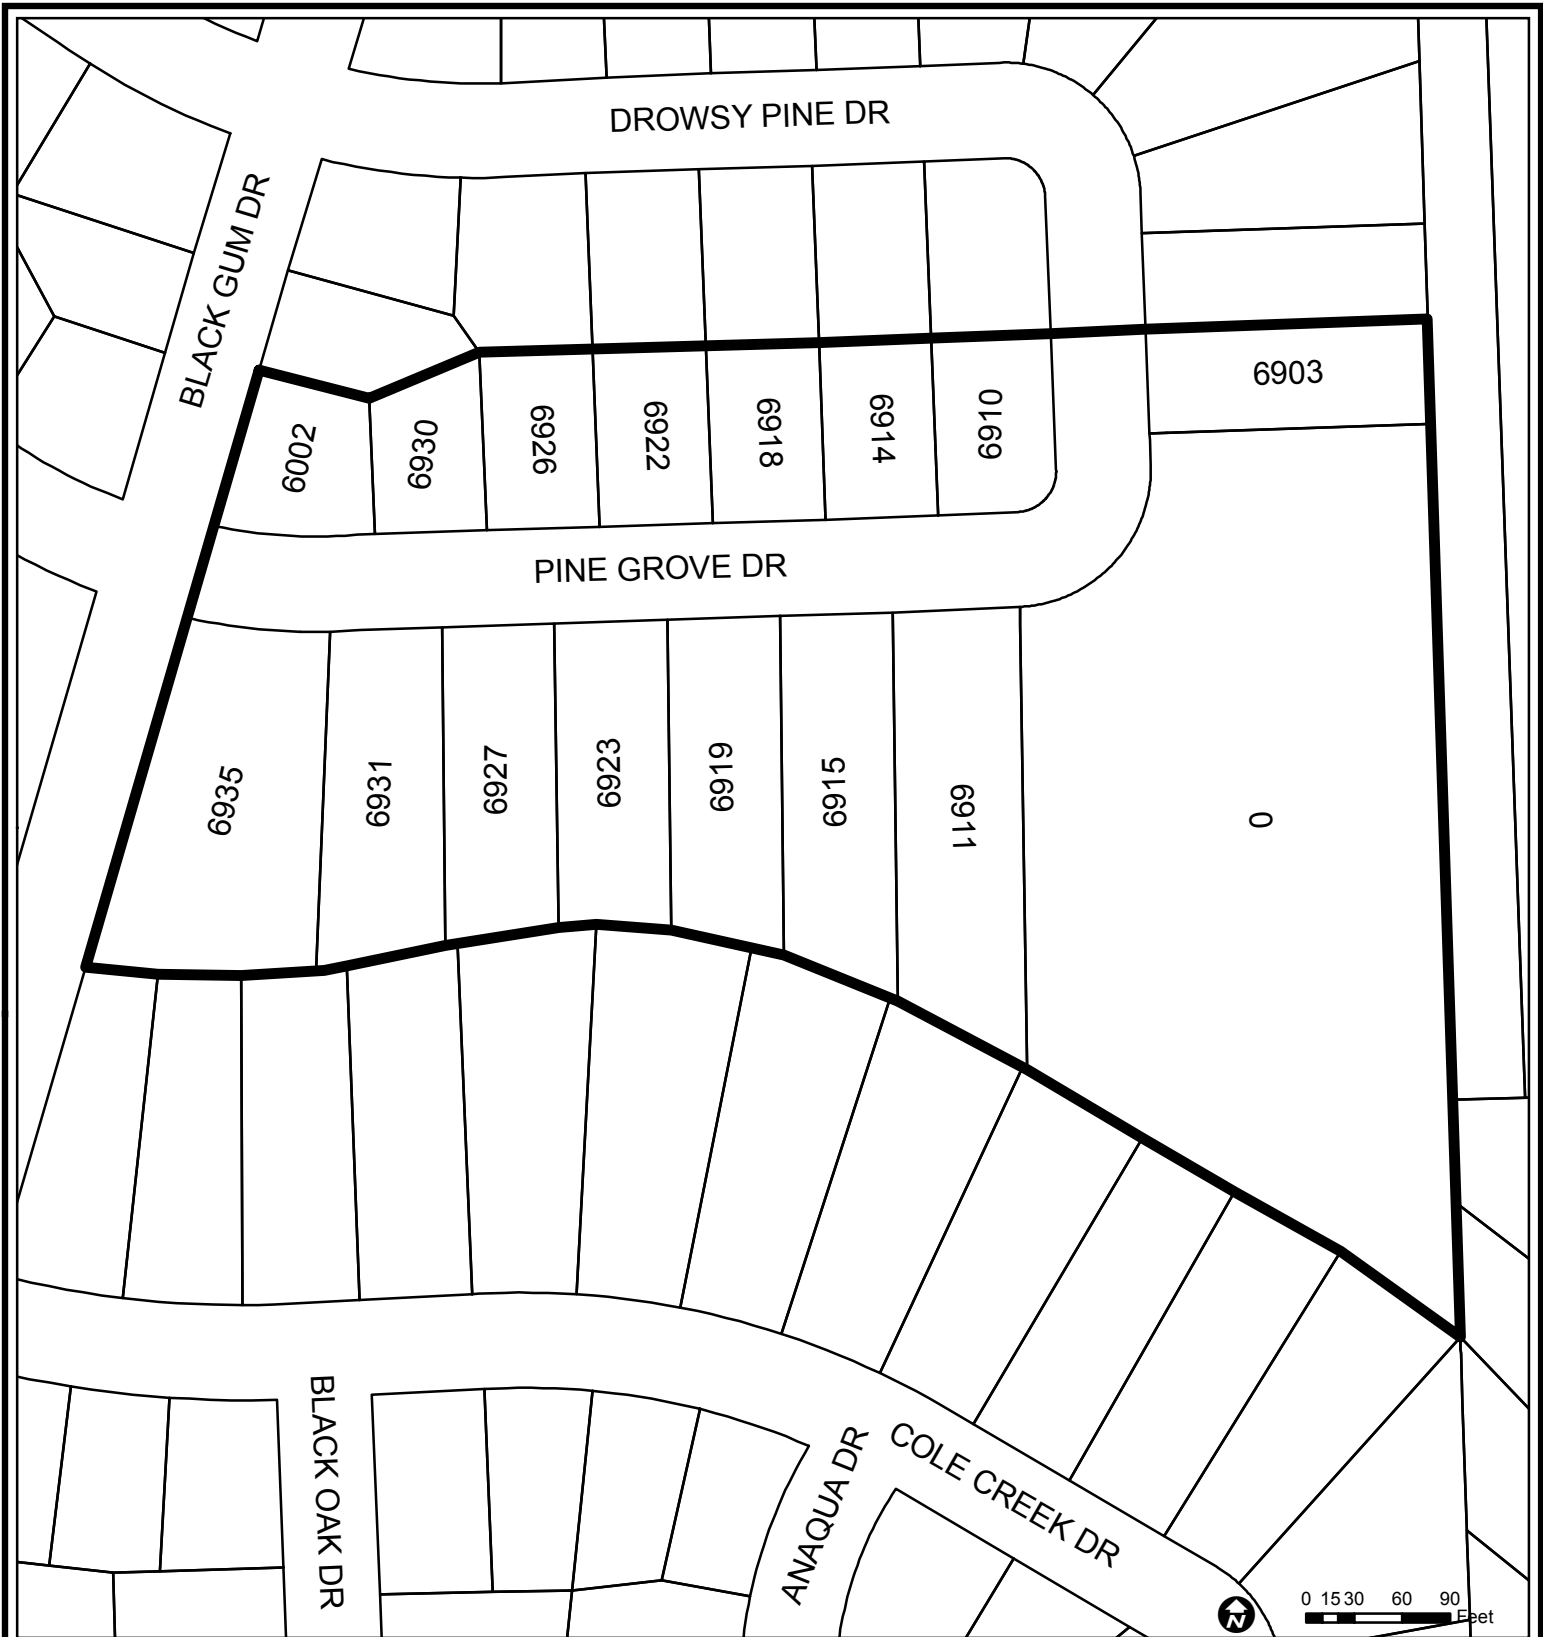 DROWSY PINE DR
BLACK GUM DR
6903
6002
6930
6926
6922
6918
6914
6910
PINE GROVE DR
6935
6931
6927
6923
6919
6915
6911
0
BLACK OAK DR
ANAQUA DR
COLE CREEK DR
N
0 15 30 60 90
Feet